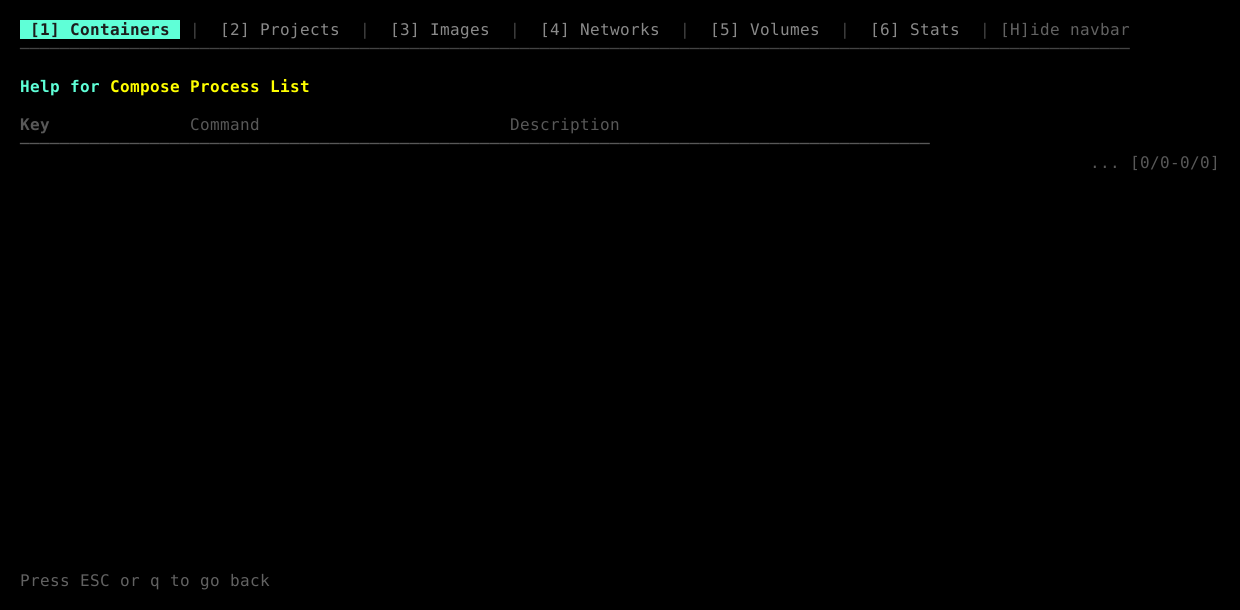 [1] Containers | [2] Projects | [3] Images | [4] Networks | [5] Volumes | [6] Stats | [H]ide navbar
Help for Compose Process List
Key Command Description
... [0/0-0/0]
Press ESC or q to go back